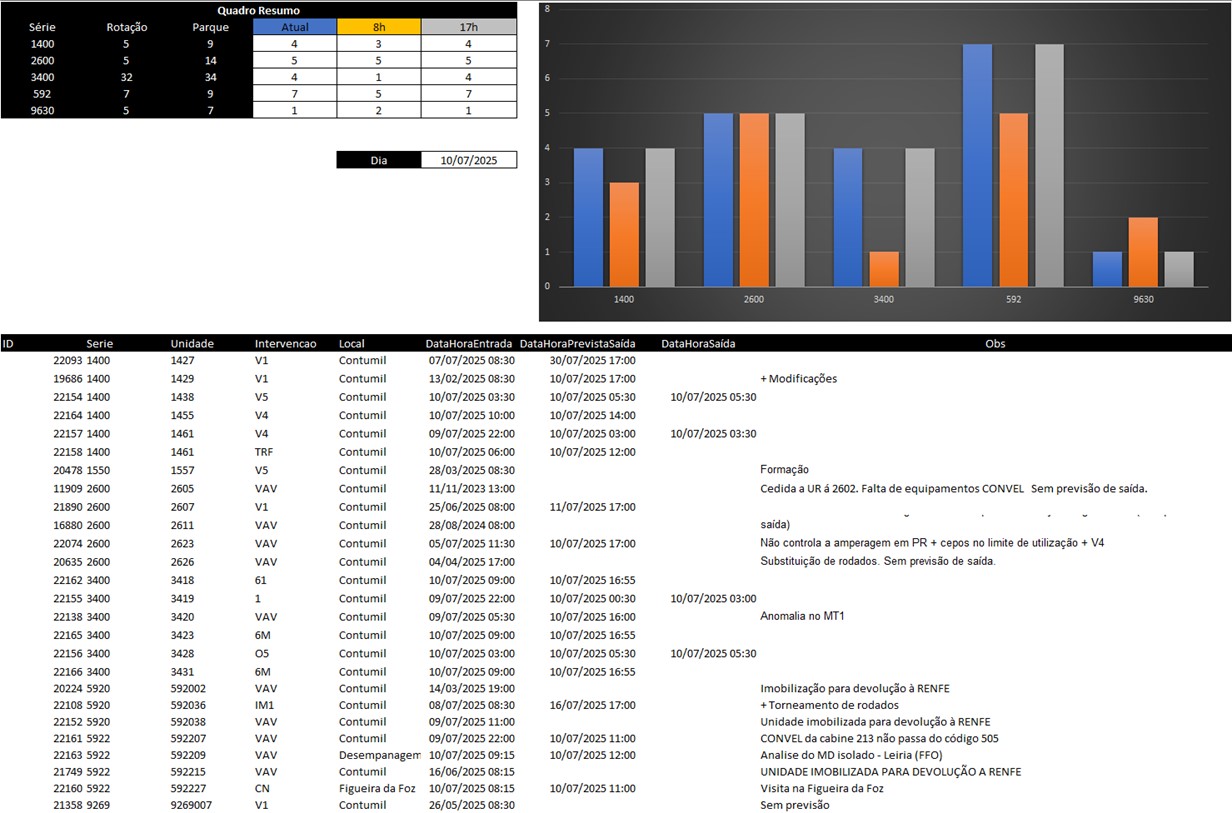 Quadro Resumo
Série Rotação Parque Atual 8h 17h
1400 5 9 4 3 4
2600 5 14 5 5 5
3400 32 34 4 1 4
592 7 9 7 5 7
9630 5 7 1 2 1
Dia 10/07/2025
8
7
6
5
4
3
2
1
0
1400 2600 3400 592 9630
ID Serie Unidade Intervencao Local DataHoraEntrada DataHoraPrevistaSaída DataHoraSaída Obs
22093 1400 1427 V1 Contumil 07/07/2025 08:30 30/07/2025 17:00
19686 1400 1429 V1 Contumil 13/02/2025 08:30 10/07/2025 17:00 + Modificações
22154 1400 1438 V5 Contumil 10/07/2025 03:30 10/07/2025 05:30 10/07/2025 05:30
22164 1400 1455 V4 Contumil 10/07/2025 10:00 10/07/2025 14:00
22157 1400 1461 V4 Contumil 09/07/2025 22:00 10/07/2025 03:00 10/07/2025 03:30
22158 1400 1461 TRF Contumil 10/07/2025 06:00 10/07/2025 12:00
20478 1550 1557 V5 Contumil 28/03/2025 08:30 Formação
11909 2600 2605 VAV Contumil 11/11/2023 13:00 Cedida a UR á 2602. Falta de equipamentos CONVEL Sem previsão de saída.
21890 2600 2607 V1 Contumil 25/06/2025 08:00 11/07/2025 17:00
16880 2600 2611 VAV Contumil 28/08/2024 08:00 saída)
22074 2600 2623 VAV Contumil 05/07/2025 11:30 10/07/2025 17:00 Não controla a amperagem em PR + cepos no limite de utilização + V4
20635 2600 2626 VAV Contumil 04/04/2025 17:00 Substituição de rodados. Sem previsão de saída.
22162 3400 3418 61 Contumil 10/07/2025 09:00 10/07/2025 16:55
22155 3400 3419 1 Contumil 09/07/2025 22:00 10/07/2025 00:30 10/07/2025 03:00
22138 3400 3420 VAV Contumil 09/07/2025 05:30 10/07/2025 16:00 Anomalia no MT1
22165 3400 3423 6M Contumil 10/07/2025 09:00 10/07/2025 16:55
22156 3400 3428 O5 Contumil 10/07/2025 03:00 10/07/2025 05:30 10/07/2025 05:30
22166 3400 3431 6M Contumil 10/07/2025 09:00 10/07/2025 16:55
20224 5920 592002 VAV Contumil 14/03/2025 19:00 Imobilização para devolução à RENFE
22108 5920 592036 IM1 Contumil 08/07/2025 08:30 16/07/2025 17:00 + Torneamento de rodados
22152 5920 592038 VAV Contumil 09/07/2025 11:00 Unidade imobilizada para devolução à RENFE
22161 5922 592207 VAV Contumil 09/07/2025 22:00 10/07/2025 11:00 CONVEL da cabine 213 não passa do código 505
22163 5922 592209 VAV Desempanagem 10/07/2025 09:15 10/07/2025 12:00 Analise do MD isolado - Leiria (FFO)
21749 5922 592215 VAV Contumil 16/06/2025 08:15 UNIDADE IMOBILIZADA PARA DEVOLUÇÃO A RENFE
22160 5922 592227 CN Figueira da Foz 10/07/2025 08:15 10/07/2025 11:00 Visita na Figueira da Foz
21358 9269 9269007 V1 Contumil 26/05/2025 08:30 Sem previsão